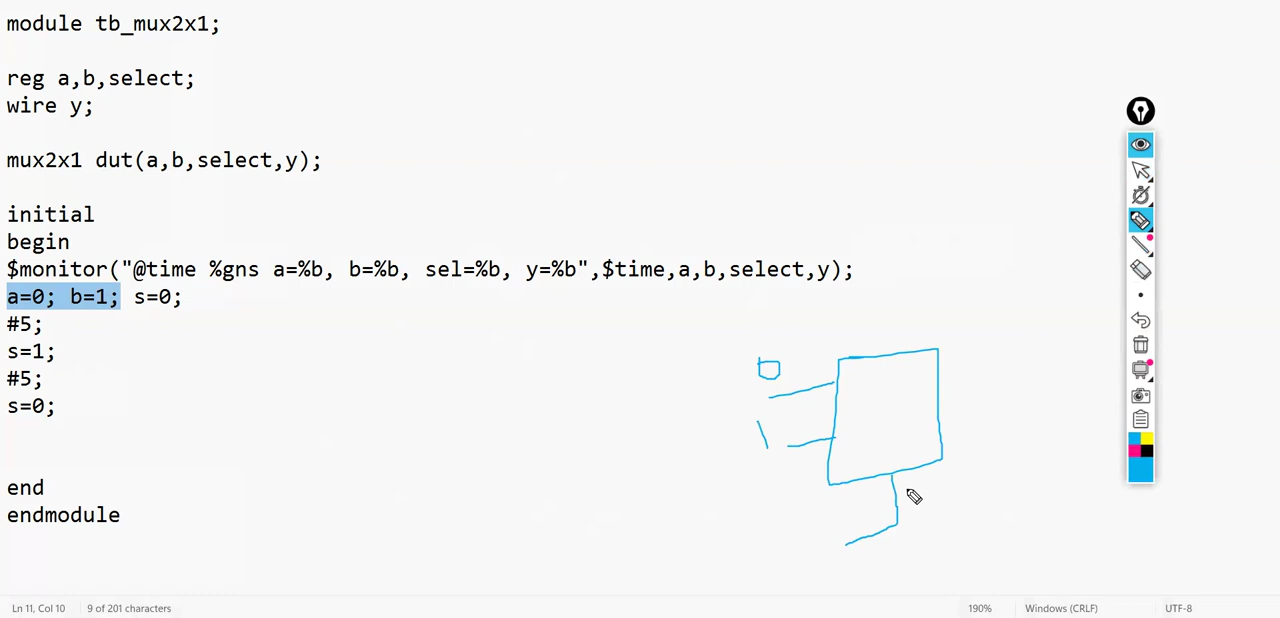 module tb_mux2x1;
reg a,b,select;
wire y;
mux2x1 dut(a,b,select,y);
initial
begin
$monitor("@time %gns a=%b, b=%b, sel=%b, y=%b",$time,a,b,select,y);
a=0; b=1; s=0;
#5;
s=1;
#5;
s=0;
0
1
end
endmodule
Ln 11, Col 10
9 of 201 characters
190%
Windows (CRLF)
UTF-8